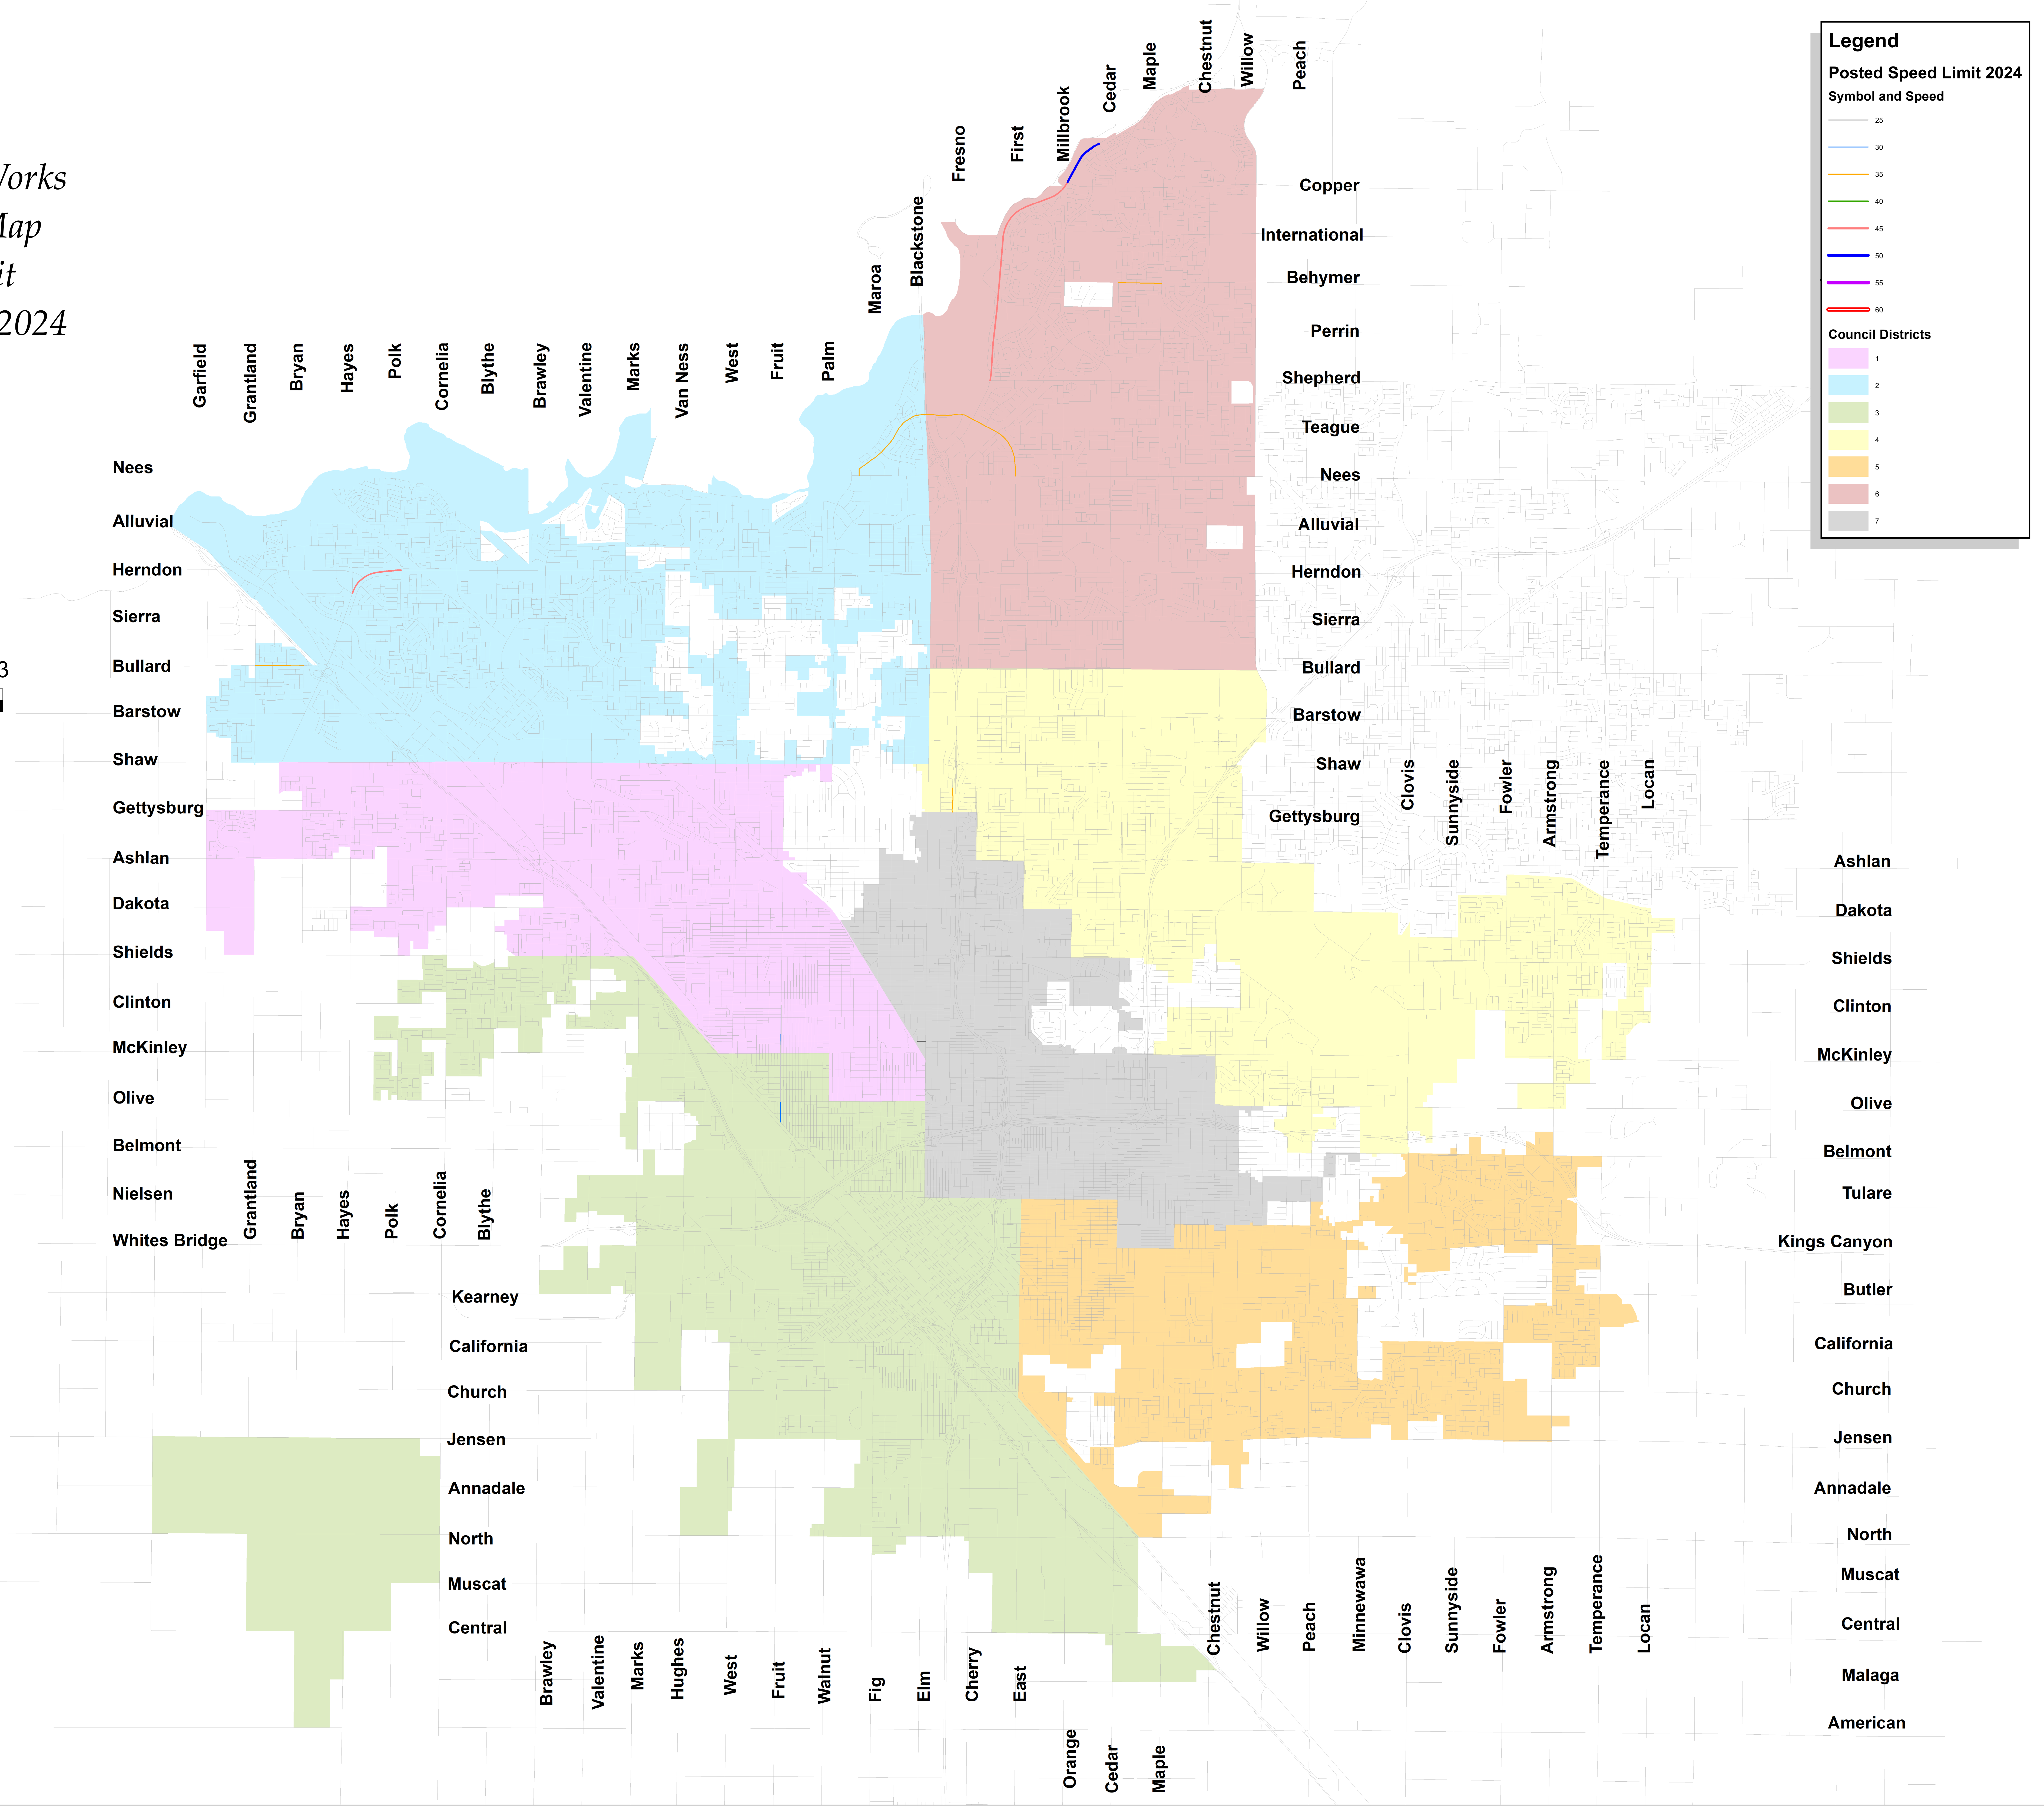 Works
Map
it
2024
3
Legend
Posted Speed Limit 2024
Symbol and Speed
25
30
35
40
45
50
55
60
Council Districts
1
2
3
4
5
6
7
Fresno
First
Millbrook
Cedar
Maple
Chestnut
Willow
Peach
Maroa
Blackstone
Garfield
Grantland
Bryan
Hayes
Polk
Cornelia
Blythe
Brawley
Valentine
Marks
Van Ness
West
Fruit
Palm
Copper
International
Behymer
Perrin
Shepherd
Teague
Nees
Alluvial
Herndon
Sierra
Bullard
Barstow
Shaw
Gettysburg
Nees
Alluvial
Herndon
Sierra
Bullard
Barstow
Shaw
Gettysburg
Ashlan
Dakota
Shields
Clinton
McKinley
Olive
Belmont
Nielsen
Whites Bridge
Clovis
Sunnyside
Fowler
Armstrong
Temperance
Locan
Ashlan
Dakota
Shields
Clinton
McKinley
Olive
Belmont
Tulare
Kings Canyon
Butler
California
Church
Jensen
Annadale
North
Muscat
Central
Malaga
American
Grantland
Bryan
Hayes
Polk
Cornelia
Blythe
Kearney
California
Church
Jensen
Annadale
North
Muscat
Central
Brawley
Valentine
Marks
Hughes
West
Fruit
Walnut
Fig
Elm
Cherry
East
Orange
Cedar
Maple
Chestnut
Willow
Peach
Minnewawa
Clovis
Sunnyside
Fowler
Armstrong
Temperance
Locan